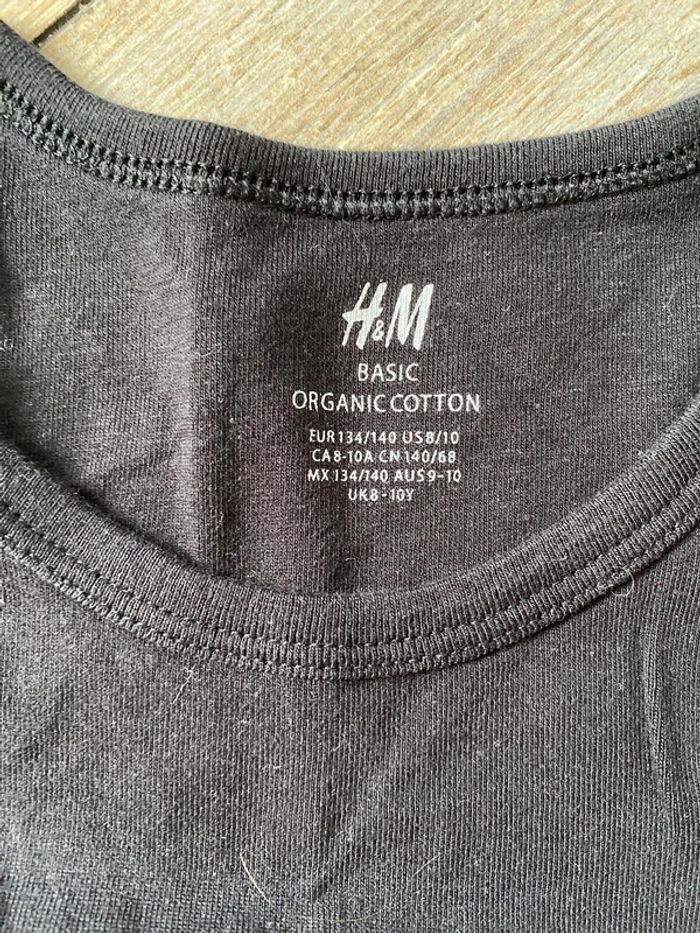 H&M
BASIC
ORGANIC COTTON
EUR 134/140 US 8/10
CA 8-10A CN 140/68
MX 134/140 AUS 9-10
UK 8-10Y